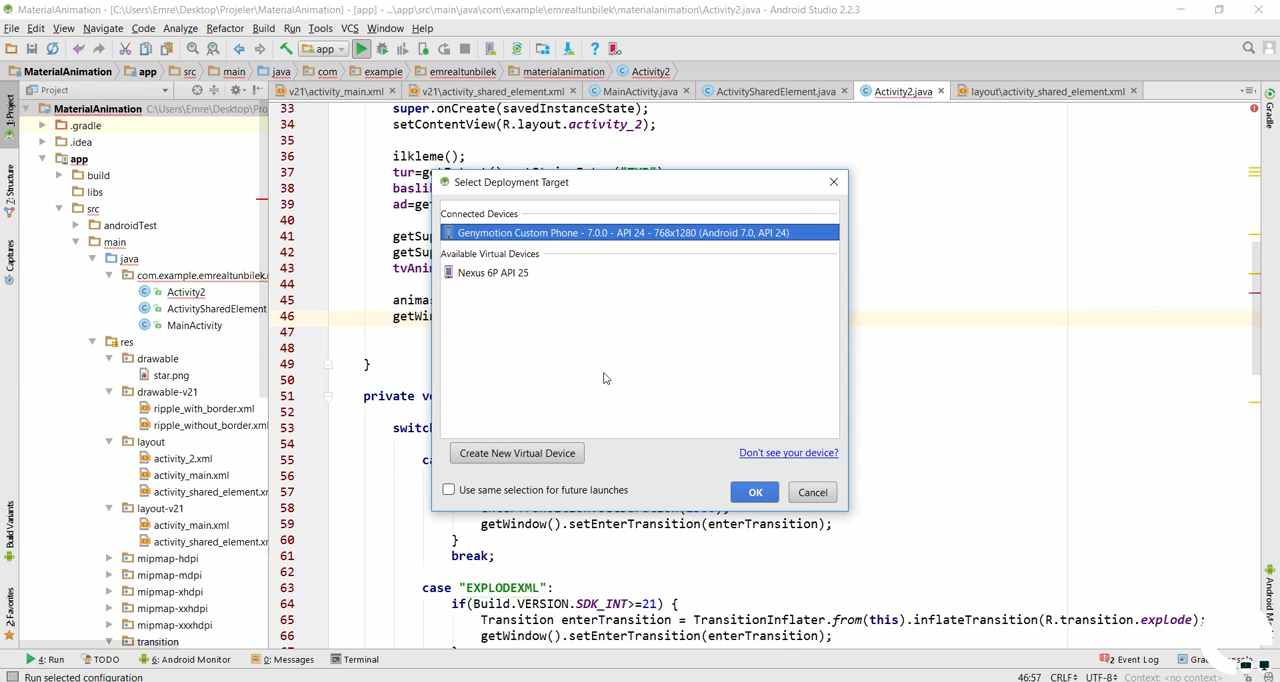 MaterialAnimation - [C:\Users\Emre\Desktop\Projeler\MaterialAnimation] - [app] - ...\app\src\main\java\com\example\emrealtunbilek\materialanimation\Activity2.java - Android Studio 2.2.3
File Edit View Navigate Code Analyze Refactor Build Run Tools VCS Window Help
app
MaterialAnimation app src main java com example emrealtunbilek materialanimation Activity2
Project
v21\activity_main.xml v21\activity_shared_element.xml MainActivity.java ActivitySharedElement.java Activity2.java layout\activity_shared_element.xml
1: Project
7: Structure
Captures
Build Variants
2: Favorites
MaterialAnimation C:\Users\Emre\Desktop\Pro
.gradle
.idea
app
build
libs
src
androidTest
main
java
com.example.emrealtunbilek.
Activity2
ActivitySharedElement
MainActivity
res
drawable
star.png
drawable-v21
ripple_with_border.xml
ripple_without_border.xml
layout
activity_2.xml
activity_main.xml
activity_shared_element.x
layout-v21
activity_main.xml
activity_shared_element.x
mipmap-hdpi
mipmap-mdpi
mipmap-xhdpi
mipmap-xxhdpi
mipmap-xxxhdpi
transition
33 super.onCreate(savedInstanceState);
34 setContentView(R.layout.activity_2);
35
36 ilkleme();
37 tur=g
38 basli
39 ad=ge
40
41 getSu
42 getSu
43 tvAni
44
45 anima
46 getWi
47
48
49 }
50
51 private v
52
53 switc
54
55 ca
56
57
58
59 getWindow().setEnterTransition(enterTransition);
60 }
61 break;
62
63 case "EXPLODEXML":
64 if(Build.VERSION.SDK_INT>=21) {
65 Transition enterTransition = TransitionInflater.from(this).inflateTransition(R.transition.explode);
66 getWindow().setEnterTransition(enterTransition);
Select Deployment Target
Connected Devices
Genymotion Custom Phone - 7.0.0 - API 24 - 768x1280 (Android 7.0, API 24)
Available Virtual Devices
Nexus 6P API 25
Create New Virtual Device
Don't see your device?
Use same selection for future launches
OK
Cancel
Gradle
4: Run TODO 6: Android Monitor 0: Messages Terminal 2 Event Log
Run selected configuration 46:57 CRLF UTF-8 Context: <no context>